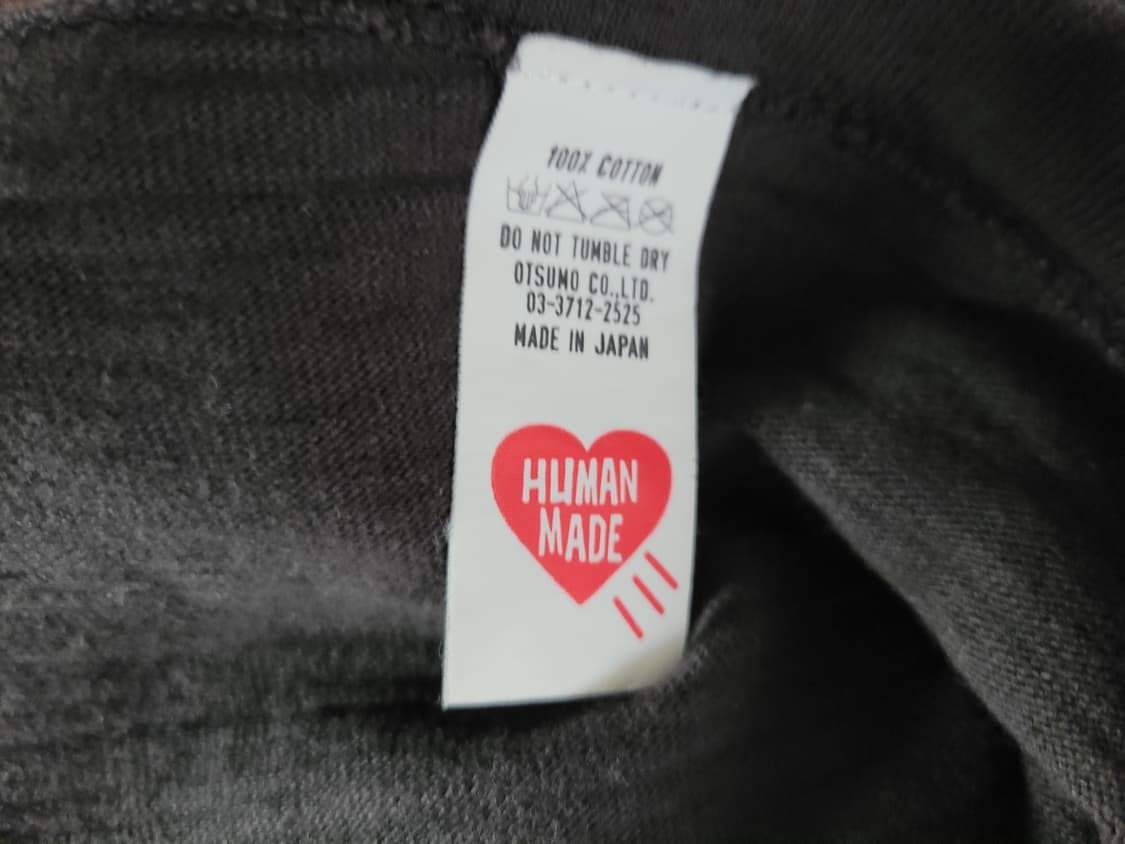 100% COTTON
DO NOT TUMBLE DRY
OTSUMO CO.,LTD.
03-3712-2525
MADE IN JAPAN
HUMAN
MADE